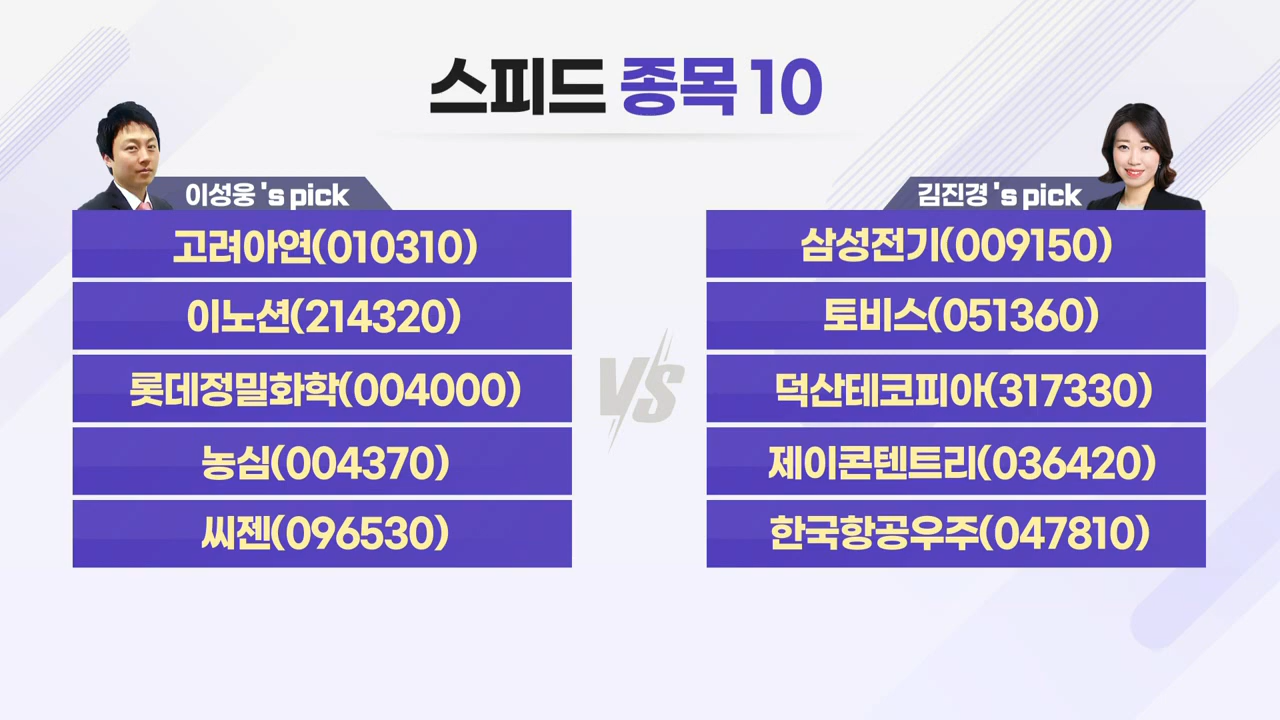 스피드 종목 10
이성웅 's pick
고려아연(010310)
이노션(214320)
롯데정밀화학(004000)
농심(004370)
씨젠(096530)
VS
김진경 's pick
삼성전기(009150)
토비스(051360)
덕산테코피아(317330)
제이콘텐트리(036420)
한국항공우주(047810)